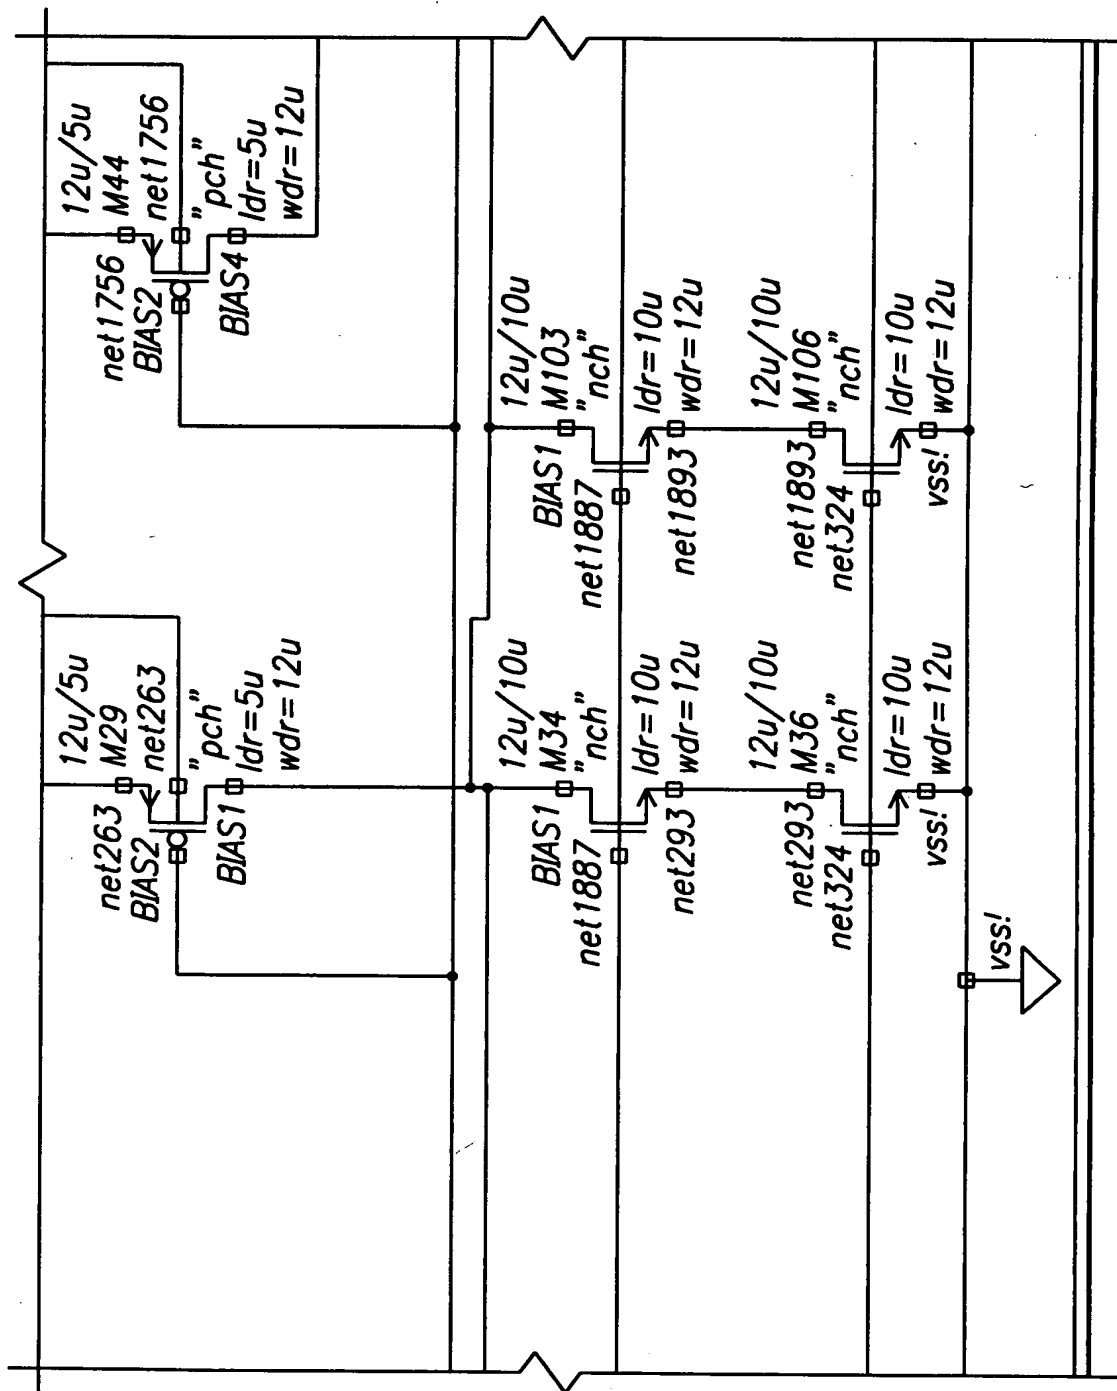 12u/5u
M29
net263
net263
BIAS2
"pch"
ldr=5u
wdr=12u
BIAS1
12u/5u
M44
net1756
net1756
BIAS2
"pch"
ldr=5u
wdr=12u
BIAS4
12u/10u
M34
"nch"
BIAS1
net1887
ldr=10u
wdr=12u
net293
12u/10u
M103
"nch"
BIAS1
net1887
ldr=10u
wdr=12u
net1893
12u/10u
M36
"nch"
net293
net324
ldr=10u
wdr=12u
vss!
12u/10u
M106
"nch"
net1893
net324
ldr=10u
wdr=12u
vss!
vss!